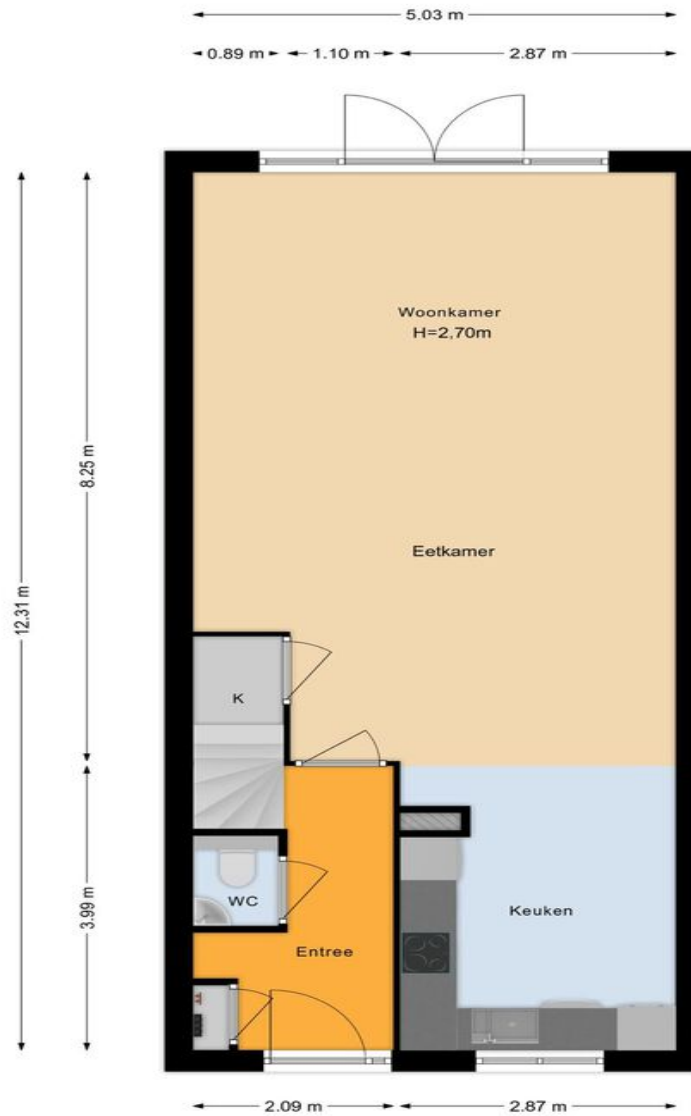 5.03 m
0.89 m
1.10 m
2.87 m
Woonkamer
H=2,70m
8.25 m
Eetkamer
12.31 m
K
3.99 m
WC
Keuken
Entree
2.09 m
2.87 m